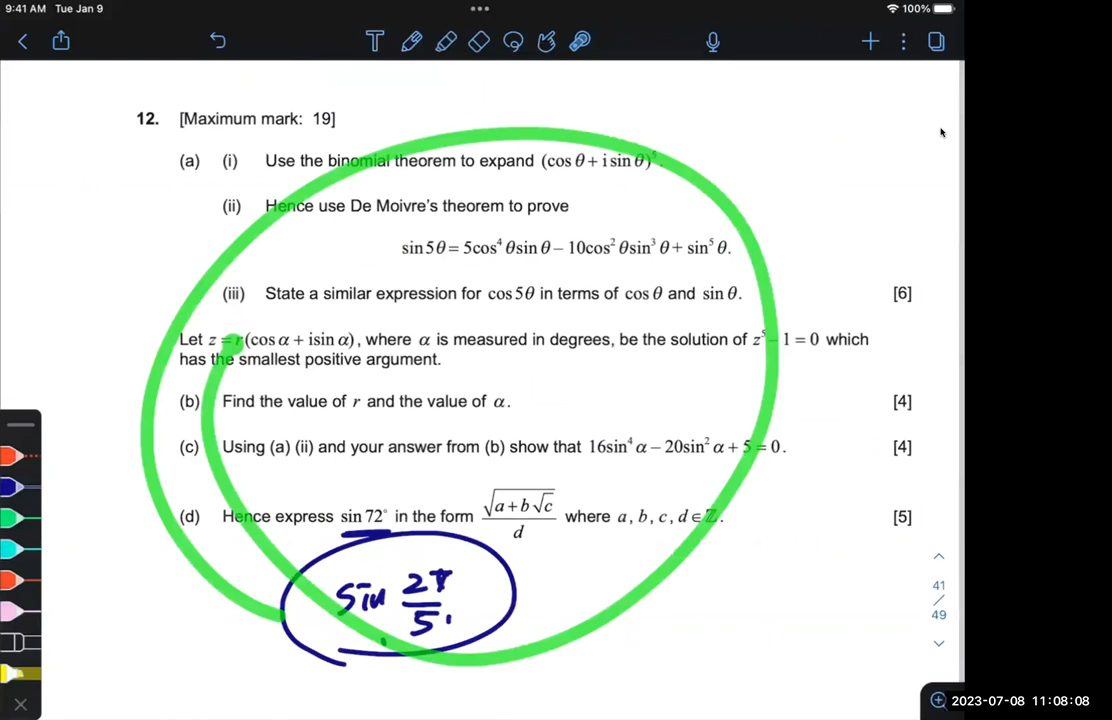 9:41 AM Tue Jan 9
100%
12. [Maximum mark: 19]
(a) (i) Use the binomial theorem to expand (cos θ + i sin θ)⁵.
(ii) Hence use De Moivre's theorem to prove
sin 5θ = 5cos⁴ θ sin θ − 10cos² θ sin³ θ + sin⁵ θ.
(iii) State a similar expression for cos 5θ in terms of cos θ and sin θ. [6]
Let z = r(cos α + i sin α), where α is measured in degrees, be the solution of z⁵ − 1 = 0 which
has the smallest positive argument.
(b) Find the value of r and the value of α. [4]
(c) Using (a) (ii) and your answer from (b) show that 16sin⁴ α − 20sin² α + 5 = 0. [4]
(d) Hence express sin 72° in the form √(a + b√c) / d where a, b, c, d ∈ ℤ. [5]
sin 2π/5
41
/
49
2023-07-08 11:08:08